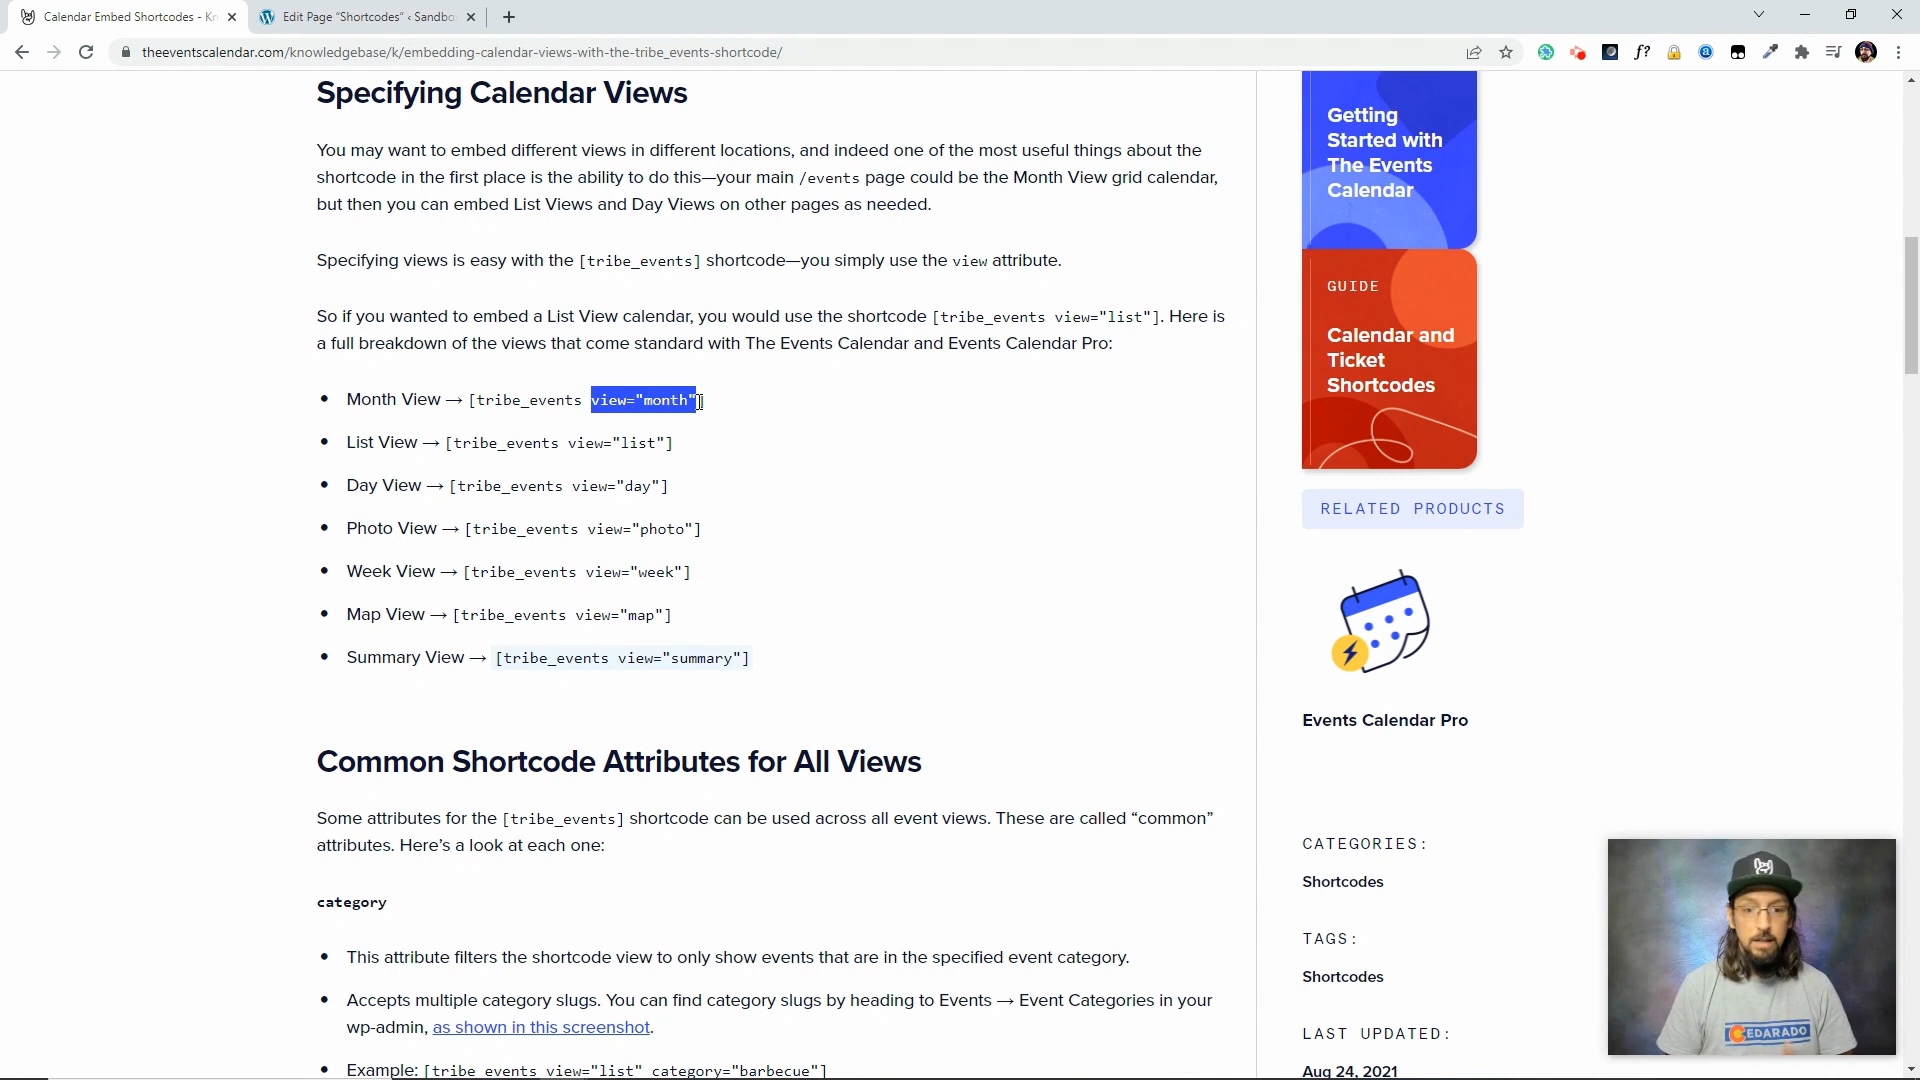 Calendar Embed Shortcodes - Kn
Edit Page "Shortcodes" ‹ Sandbo
theeventscalendar.com/knowledgebase/k/embedding-calendar-views-with-the-tribe_events-shortcode/
f?
Specifying Calendar Views
You may want to embed different views in different locations, and indeed one of the most useful things about the
shortcode in the first place is the ability to do this—your main /events page could be the Month View grid calendar,
but then you can embed List Views and Day Views on other pages as needed.
Specifying views is easy with the [tribe_events] shortcode—you simply use the view attribute.
So if you wanted to embed a List View calendar, you would use the shortcode [tribe_events view="list"]. Here is
a full breakdown of the views that come standard with The Events Calendar and Events Calendar Pro:
Month View → [tribe_events view="month"]
List View → [tribe_events view="list"]
Day View → [tribe_events view="day"]
Photo View → [tribe_events view="photo"]
Week View → [tribe_events view="week"]
Map View → [tribe_events view="map"]
Summary View → [tribe_events view="summary"]
Common Shortcode Attributes for All Views
Some attributes for the [tribe_events] shortcode can be used across all event views. These are called “common”
attributes. Here’s a look at each one:
category
This attribute filters the shortcode view to only show events that are in the specified event category.
Accepts multiple category slugs. You can find category slugs by heading to Events → Event Categories in your
wp-admin, as shown in this screenshot.
Example: [tribe_events view="list" category="barbecue"]
Getting
Started with
The Events
Calendar
GUIDE
Calendar and
Ticket
Shortcodes
RELATED PRODUCTS
Events Calendar Pro
CATEGORIES:
Shortcodes
TAGS:
Shortcodes
LAST UPDATED:
Aug 24, 2021
CEDARADO